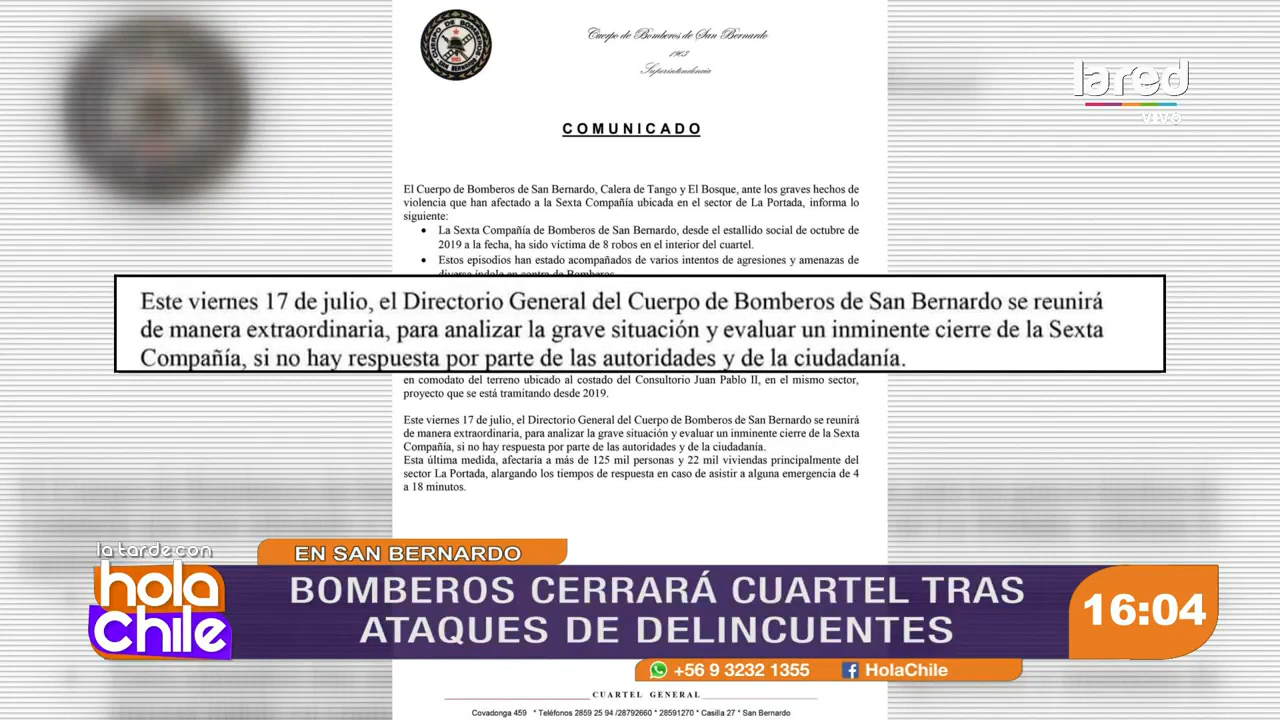 CUERPO DE BOMBEROS
SAN BERNARDO
Cuerpo de Bomberos de San Bernardo
1903
Superintendencia
lared
VIVO
COMUNICADO
El Cuerpo de Bomberos de San Bernardo, Calera de Tango y El Bosque, ante los graves hechos de
violencia que han afectado a la Sexta Compañía ubicada en el sector de La Portada, informa lo
siguiente:
• La Sexta Compañía de Bomberos de San Bernardo, desde el estallido social de octubre de
2019 a la fecha, ha sido víctima de 8 robos en el interior del cuartel.
• Estos episodios han estado acompañados de varios intentos de agresiones y amenazas de
diversa índole en contra de Bomberos.
Este viernes 17 de julio, el Directorio General del Cuerpo de Bomberos de San Bernardo se reunirá
de manera extraordinaria, para analizar la grave situación y evaluar un inminente cierre de la Sexta
Compañía, si no hay respuesta por parte de las autoridades y de la ciudadanía.
en comodato del terreno ubicado al costado del Consultorio Juan Pablo II, en el mismo sector,
proyecto que se está tramitando desde 2019.
Este viernes 17 de julio, el Directorio General del Cuerpo de Bomberos de San Bernardo se reunirá
de manera extraordinaria, para analizar la grave situación y evaluar un inminente cierre de la Sexta
Compañía, si no hay respuesta por parte de las autoridades y de la ciudadanía.
Esta última medida, afectaría a más de 125 mil personas y 22 mil viviendas principalmente del
sector La Portada, alargando los tiempos de respuesta en caso de asistir a alguna emergencia de 4
a 18 minutos.
la tarde con
hola
chile
EN SAN BERNARDO
BOMBEROS CERRARÁ CUARTEL TRAS
ATAQUES DE DELINCUENTES
16:04
+56 9 3232 1355 HolaChile
CUARTEL GENERAL
Covadonga 459 * Teléfonos 2859 25 94 /28792660 * 28591270 * Casilla 27 * San Bernardo